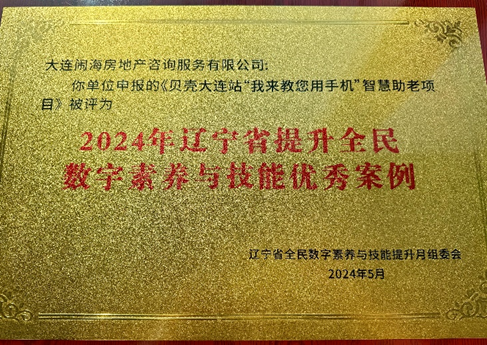 大连闹海房地产咨询服务有限公司:
你单位申报的《贝壳大连站“我来教您用手机”智慧助老项
目》被评为
2024年辽宁省提升全民
数字素养与技能优秀案例
辽宁省全民数字素养与技能提升月组委会
2024年5月